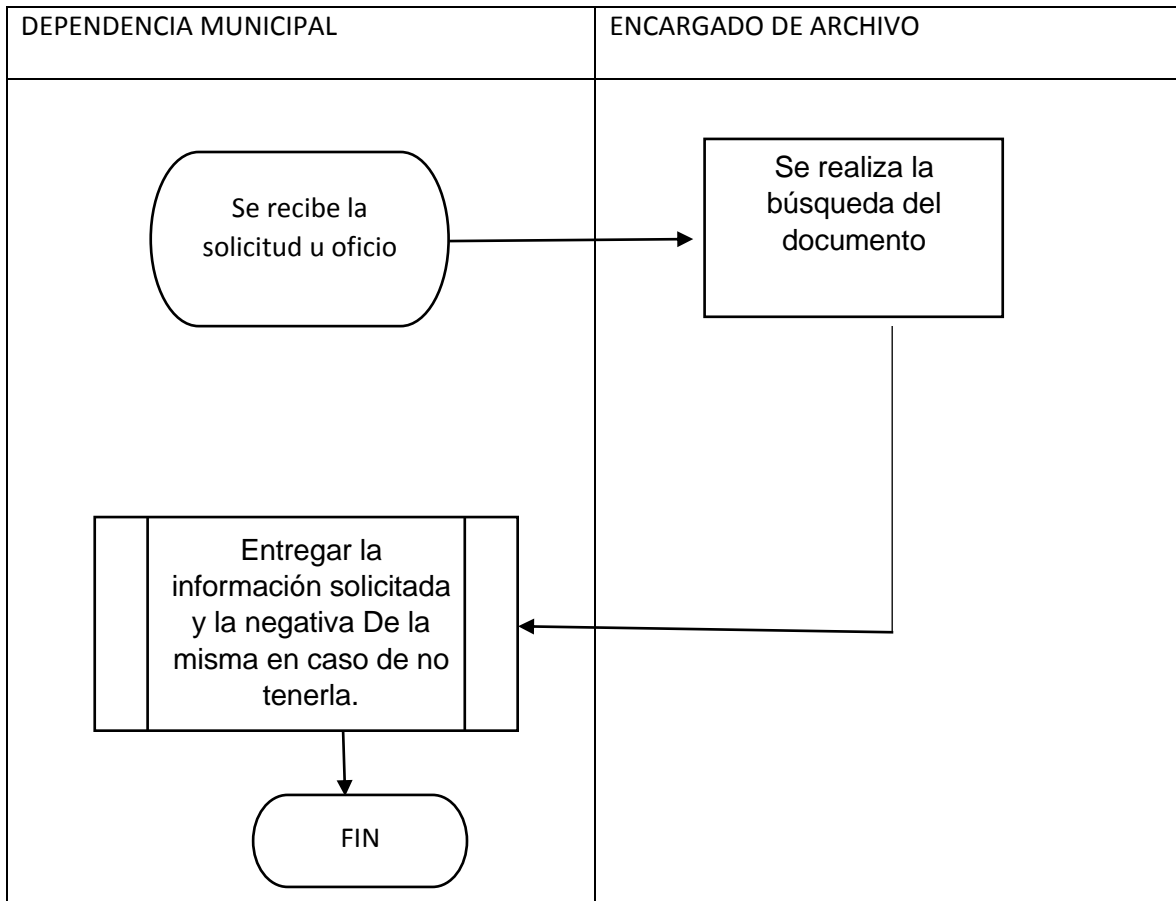 DEPENDENCIA MUNICIPAL
ENCARGADO DE ARCHIVO
Se recibe la
solicitud u oficio
Se realiza la
búsqueda del
documento
Entregar la
información solicitada
y la negativa De la
misma en caso de no
tenerla.
FIN